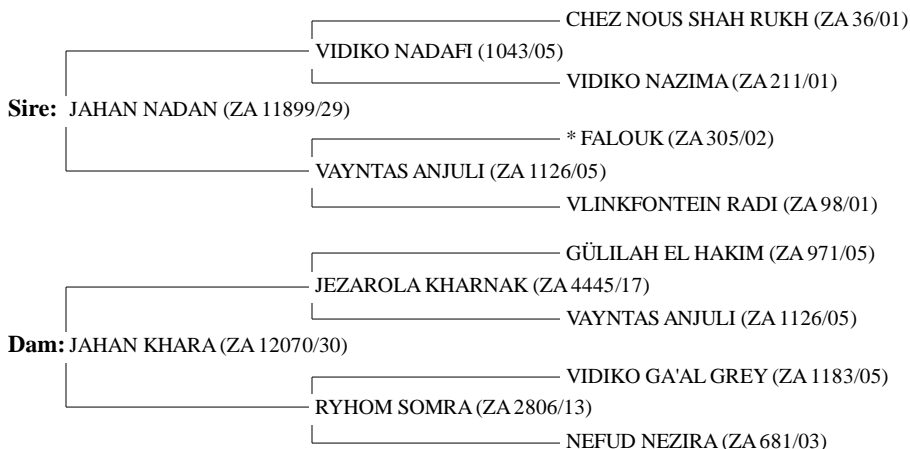 CHEZ NOUS SHAH RUKH (ZA 36/01)
VIDIKO NADAFI (1043/05)
VIDIKO NAZIMA (ZA 211/01)
Sire: JAHAN NADAN (ZA 11899/29)
* FALOUK (ZA 305/02)
VAYNTAS ANJULI (ZA 1126/05)
VLINKFONTEIN RADI (ZA 98/01)
GÜLILAH EL HAKIM (ZA 971/05)
JEZAROLA KHARNAK (ZA 4445/17)
VAYNTAS ANJULI (ZA 1126/05)
Dam: JAHAN KHARA (ZA 12070/30)
VIDIKO GA'AL GREY (ZA 1183/05)
RYHOM SOMRA (ZA 2806/13)
NEFUD NEZIRA (ZA 681/03)